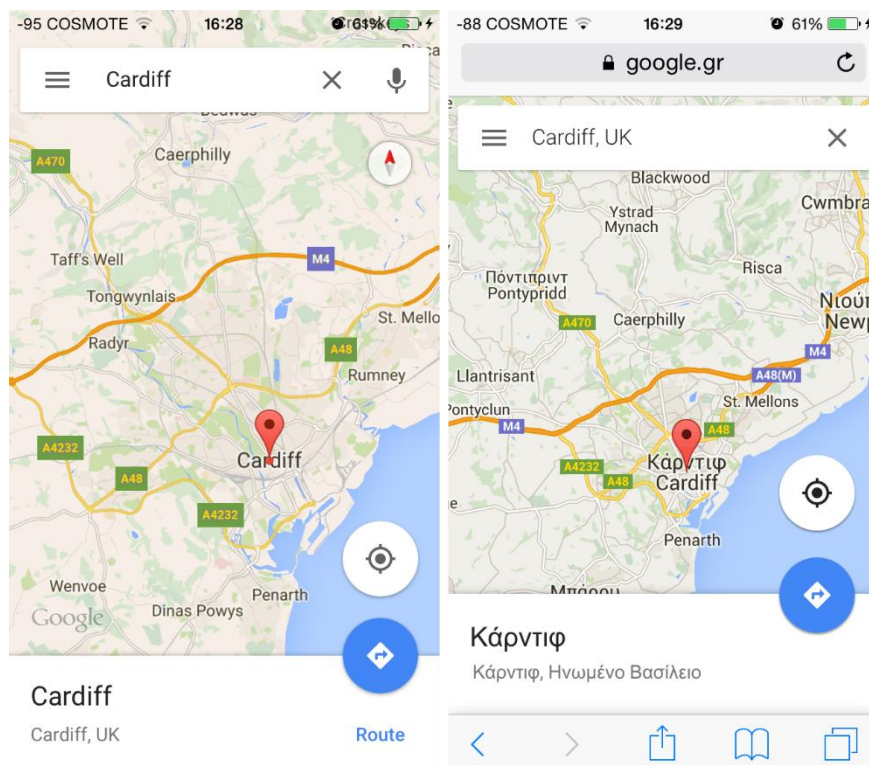 -95 COSMOTE 16:28 61%
Cardiff
A470
Caerphilly
Taff's Well
M4
Tongwynlais
St. Mello
Radyr
A48
Rumney
Cardiff
A4232
A48
A4232
Wenvoe
Penarth
Google
Dinas Powys
Cardiff
Cardiff, UK
Route
-88 COSMOTE 16:29 61%
google.gr
Cardiff, UK
Blackwood
Cwmbra
Ystrad
Mynach
Risca
Πόντιπριντ
Pontypridd
Νιούπ
Newp
A470
Caerphilly
M4
Llantrisant
A48(M)
St. Mellons
Pontyclun
M4
A48
A4232
Κάρντιφ
Cardiff
A48
Penarth
Κάρντιφ
Κάρντιφ, Ηνωμένο Βασίλειο